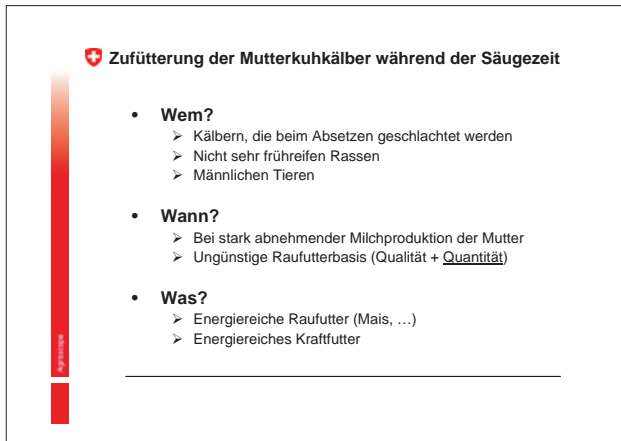 Zufütterung der Mutterkuhkälber während der Säugezeit
• Wem?
➢ Kälbern, die beim Absetzen geschlachtet werden
➢ Nicht sehr frühreifen Rassen
➢ Männlichen Tieren
• Wann?
➢ Bei stark abnehmender Milchproduktion der Mutter
➢ Ungünstige Raufutterbasis (Qualität + Quantität)
• Was?
➢ Energiereiche Raufutter (Mais, …)
➢ Energiereiches Kraftfutter
Agroscope